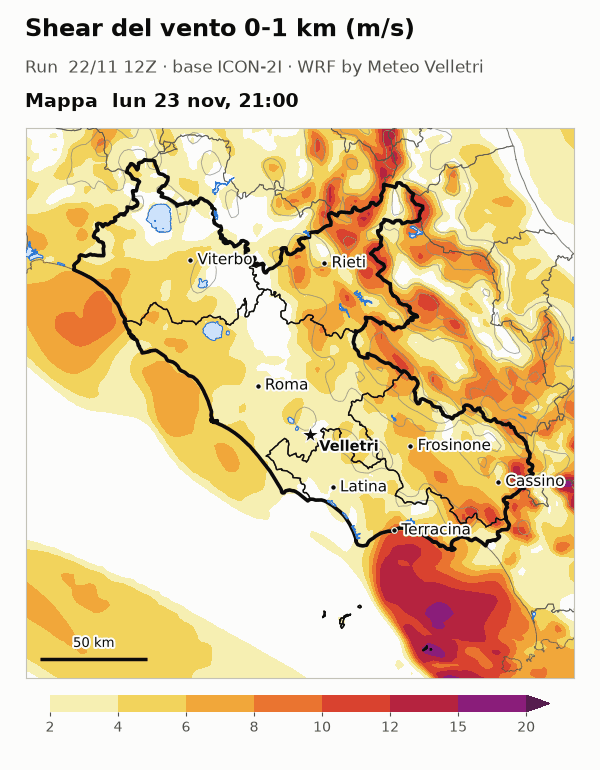 Shear del vento 0-1 km (m/s)
Run  22/11 12Z · base ICON-2I · WRF by Meteo Velletri
Mappa  lun 23 nov, 21:00
Viterbo
Rieti
Roma
Velletri
Frosinone
Cassino
Latina
Terracina
50 km
2 4 6 8 10 12 15 20